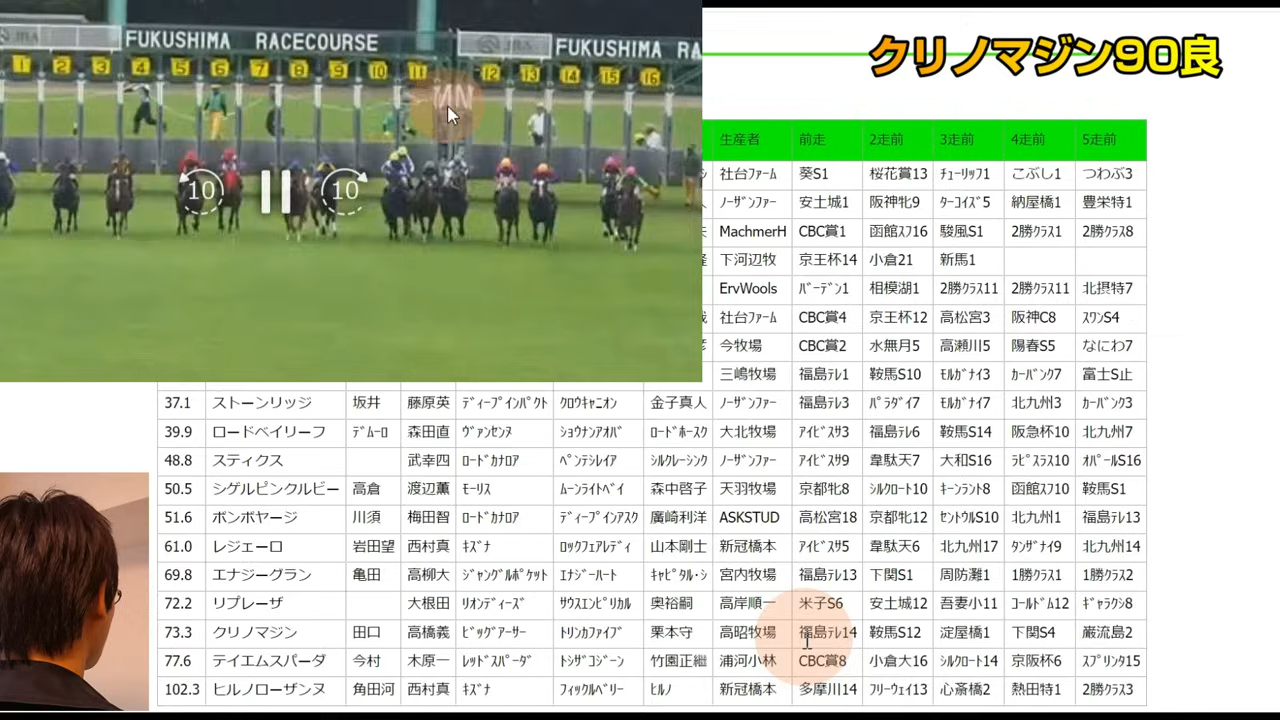 FUKUSHIMA RACECOURSE FUKUSHIMA RA
1 2 3 4 5 6 7 8 9 10 11 12 13 14 15 16
10 10
クリノマジン90良
生産者 前走 2走前 3走前 4走前 5走前
社台ﾌｧｰﾑ 葵S1 桜花賞13 ﾁｭｰﾘｯﾌﾟ1 こぶし1 つわぶ3
ﾉｰｻﾞﾝﾌｧｰ 安土城1 阪神牝9 ﾀｰｺｲｽﾞ5 納屋橋1 豊栄特1
MachmerH CBC賞1 函館ｽﾌﾟ16 駿風S1 2勝ｸﾗｽ1 2勝ｸﾗｽ8
下河辺牧 京王杯14 小倉21 新馬1
ErvWools ﾊﾞｰﾃﾞﾝ1 相模湖1 2勝ｸﾗｽ11 2勝ｸﾗｽ11 北摂特7
社台ﾌｧｰﾑ CBC賞4 京王杯12 高松宮3 阪神C8 ｽﾜﾝS4
今牧場 CBC賞2 水無月5 高瀬川5 陽春S5 なにわ7
三嶋牧場 福島ﾃﾚ1 鞍馬S10 ﾓﾙｶﾞﾅｲ3 ｶｰﾊﾞﾝｸ7 富士S止
37.1 ストーンリッジ 坂井 藤原英 ﾃﾞｨｰﾌﾟｲﾝﾊﾟｸﾄ ｸﾛｳｷｬﾆｵﾝ 金子真人 ﾉｰｻﾞﾝﾌｧｰ 福島ﾃﾚ3 ﾊﾟﾗﾀﾞｲ7 ﾓﾙｶﾞﾅｲ7 北九州3 ｶｰﾊﾞﾝｸ3
39.9 ロードベイリーフ ﾃﾞﾑｰﾛ 森田直 ｳﾞｧﾝｾﾝﾇ ｼｮｳﾅﾝｱｵﾊﾞ ﾛｰﾄﾞﾎｰｽｸ 大北牧場 ｱｲﾋﾞｽｻ3 福島ﾃﾚ6 鞍馬S14 阪急杯10 北九州7
48.8 スティクス 武幸四 ﾛｰﾄﾞｶﾅﾛｱ ﾍﾟﾝﾃｼﾚｲｱ ｼﾙｸﾚｰｼﾝｸ ﾉｰｻﾞﾝﾌｧｰ ｱｲﾋﾞｽｻ9 韋駄天7 大和S16 ﾗﾋﾟｽﾗｽ10 ｵﾊﾟｰﾙS16
50.5 シゲルピンクルビー 高倉 渡辺薫 ﾓｰﾘｽ ﾑｰﾝﾗｲﾄﾍﾞｲ 森中啓子 天羽牧場 京都牝8 ｼﾙｸﾛｰﾄ10 ｷｰﾝﾗﾝﾄ8 函館ｽﾌﾟ10 鞍馬S1
51.6 ボンボヤージ 川須 梅田智 ﾛｰﾄﾞｶﾅﾛｱ ﾃﾞｨｰﾌﾟｲﾝｱｽｸ 廣崎利洋 ASKSTUD 高松宮18 京都牝12 ｾﾝﾄｳﾙS10 北九州1 福島ﾃﾚ13
61.0 レジェーロ 岩田望 西村真 ｷｽﾞﾅ ﾛｯｸﾌｪｱﾚﾃﾞｨ 山本剛士 新冠橋本 ｱｲﾋﾞｽｻ5 韋駄天6 北九州17 ﾀﾝｻﾞﾅｲ9 北九州14
69.8 エナジーグラン 亀田 高柳大 ｼﾞｬﾝｸﾞﾙﾎﾟｹｯﾄ ｴﾅｼﾞｰﾊｰﾄ ｷｬﾋﾟﾀﾙ･ｼ 宮内牧場 福島ﾃﾚ13 下関S1 周防灘1 1勝ｸﾗｽ1 1勝ｸﾗｽ2
72.2 リプレーザ 大根田 ﾘｵﾝﾃﾞｨｰｽﾞ ｻｳｽｴﾝﾋﾟﾘｶﾙ 奥裕嗣 高岸順一 米子S6 安土城12 吾妻小11 ｺﾞｰﾙﾄﾞ12 ｷﾞｬﾗｸｼ8
73.3 クリノマジン 田口 高橋義 ﾋﾞｯｸﾞｱｰｻｰ ﾄﾘﾝｶﾌｧｲﾌﾞ 栗本守 高昭牧場 福島ﾃﾚ14 鞍馬S12 淀屋橋1 下関S4 巌流島2
77.6 テイエムスパーダ 今村 木原一 ﾚｯﾄﾞｽﾊﾟｰﾀﾞ ﾄｼｻﾞｺﾞｼﾞｰﾝ 竹園正繼 浦河小林 CBC賞8 小倉大16 ｼﾙｸﾛｰﾄ14 京阪杯6 ｽﾌﾟﾘﾝﾀ15
102.3 ヒルノローザンヌ 角田河 西村真 ｷｽﾞﾅ ﾌｨｯｸﾙﾍﾞﾘｰ ﾋﾙﾉ 新冠橋本 多摩川14 ﾌﾘｰｳｪｲ13 心斎橋2 熱田特1 2勝ｸﾗｽ3